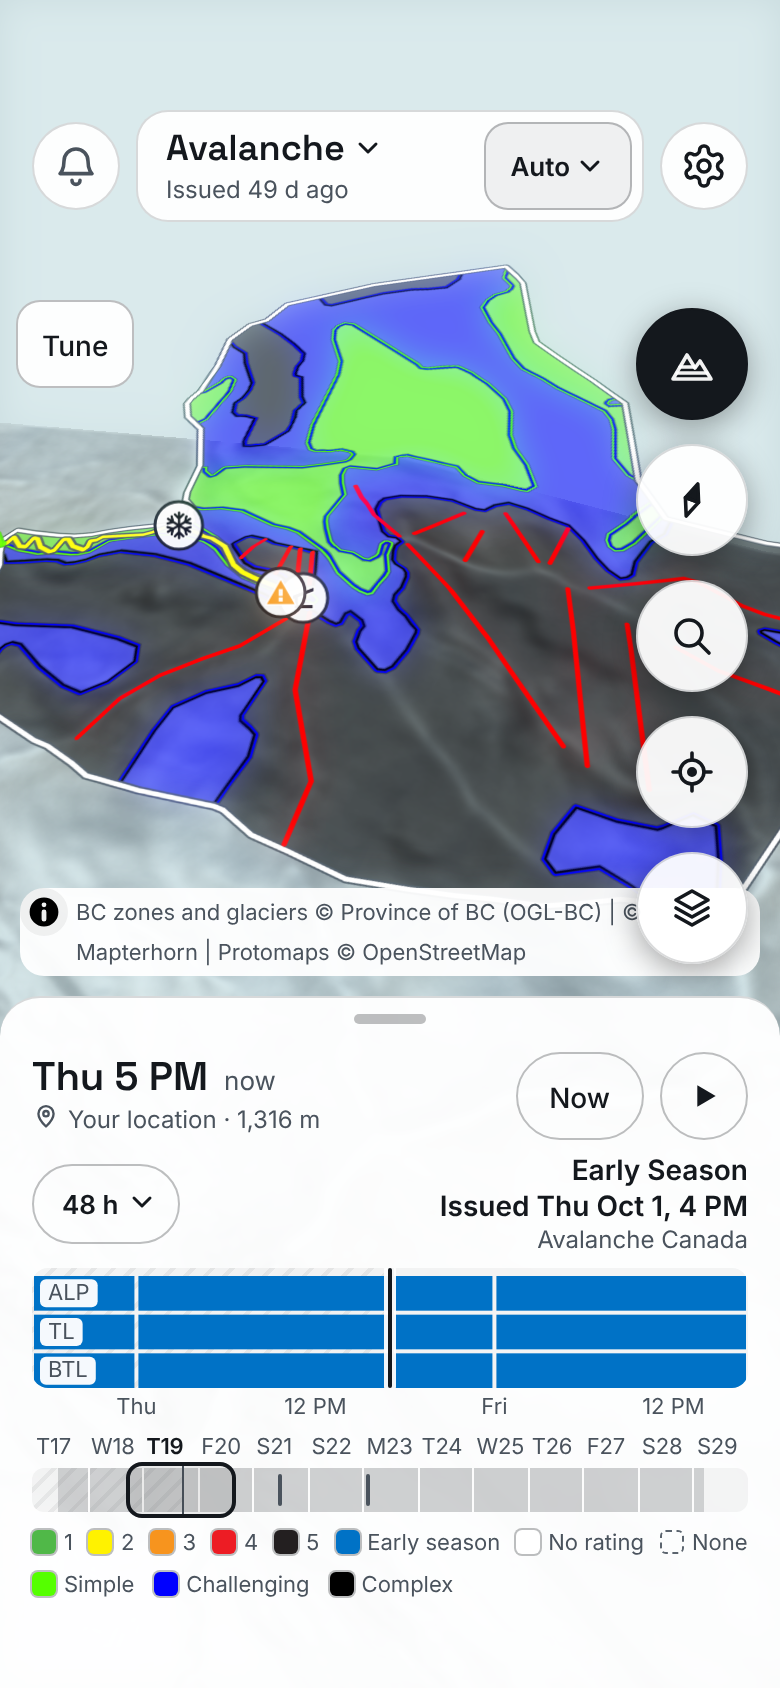 Avalanche
Issued 49 d ago
Auto
Tune
BC zones and glaciers © Province of BC (OGL-BC) | ©
Mapterhorn | Protomaps © OpenStreetMap
Thu 5 PM now
Your location · 1,316 m
Now
48 h
Early Season
Issued Thu Oct 1, 4 PM
Avalanche Canada
ALP
TL
BTL
Thu 12 PM Fri 12 PM
T17 W18 T19 F20 S21 S22 M23 T24 W25 T26 F27 S28 S29
1 2 3 4 5 Early season No rating None
Simple Challenging Complex